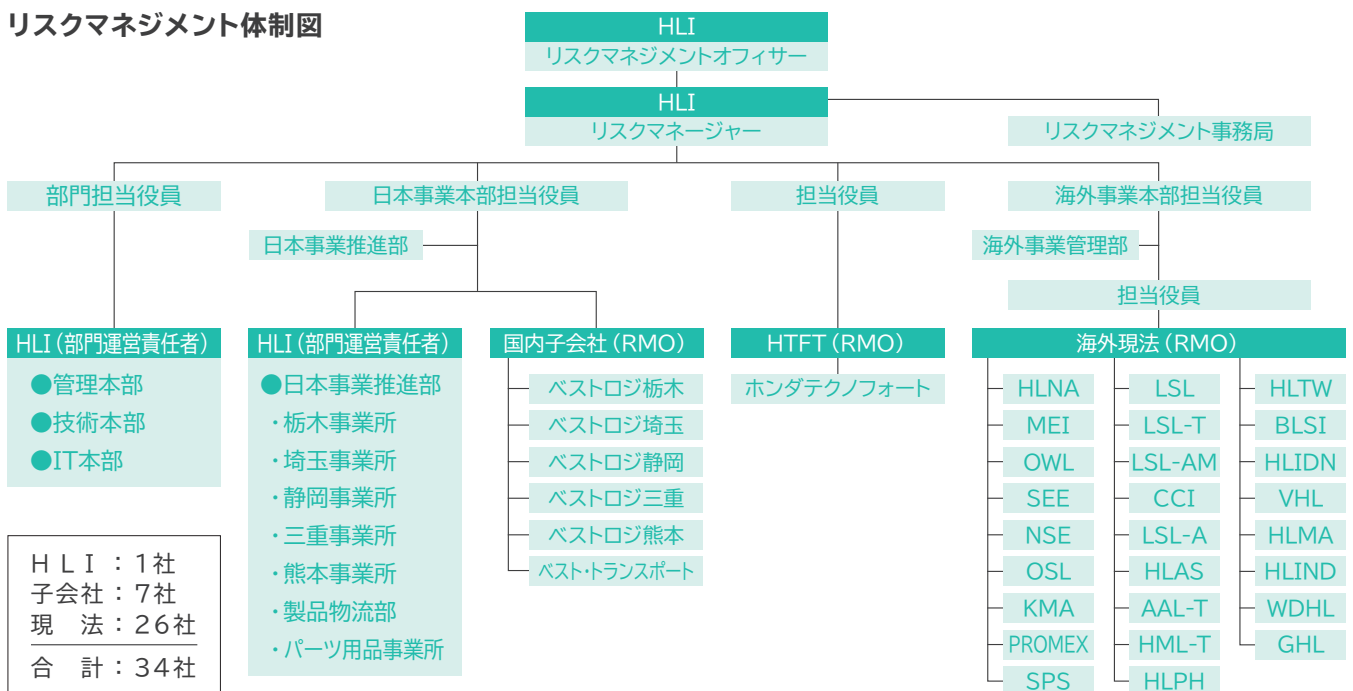 リスクマネジメント体制図
HLI
リスクマネジメントオフィサー
HLI
リスクマネージャー
リスクマネジメント事務局
部門担当役員
日本事業本部担当役員
担当役員
海外事業本部担当役員
日本事業推進部
海外事業管理部
担当役員
HLI(部門運営責任者)
●管理本部
●技術本部
●IT本部
HLI(部門運営責任者)
●日本事業推進部
・栃木事業所
・埼玉事業所
・静岡事業所
・三重事業所
・熊本事業所
・製品物流部
・パーツ用品事業所
国内子会社(RMO)
ベストロジ栃木
ベストロジ埼玉
ベストロジ静岡
ベストロジ三重
ベストロジ熊本
ベスト・トランスポート
HTFT(RMO)
ホンダテクノフォート
海外現法(RMO)
HLNA
MEI
OWL
SEE
NSE
OSL
KMA
PROMEX
SPS
LSL
LSL-T
LSL-AM
CCI
LSL-A
HLAS
AAL-T
HML-T
HLPH
HLTW
BLSI
HLIDN
VHL
HLMA
HLIND
WDHL
GHL
HLI:1社
子会社:7社
現 法:26社
合 計:34社